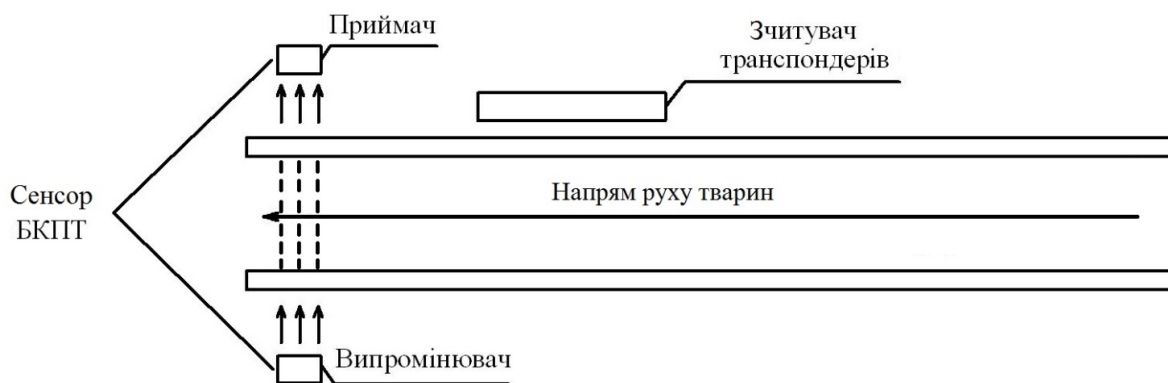 Приймач
Зчитувач
транспондерів
Сенсор
БКПТ
Напрям руху тварин
Випромінювач